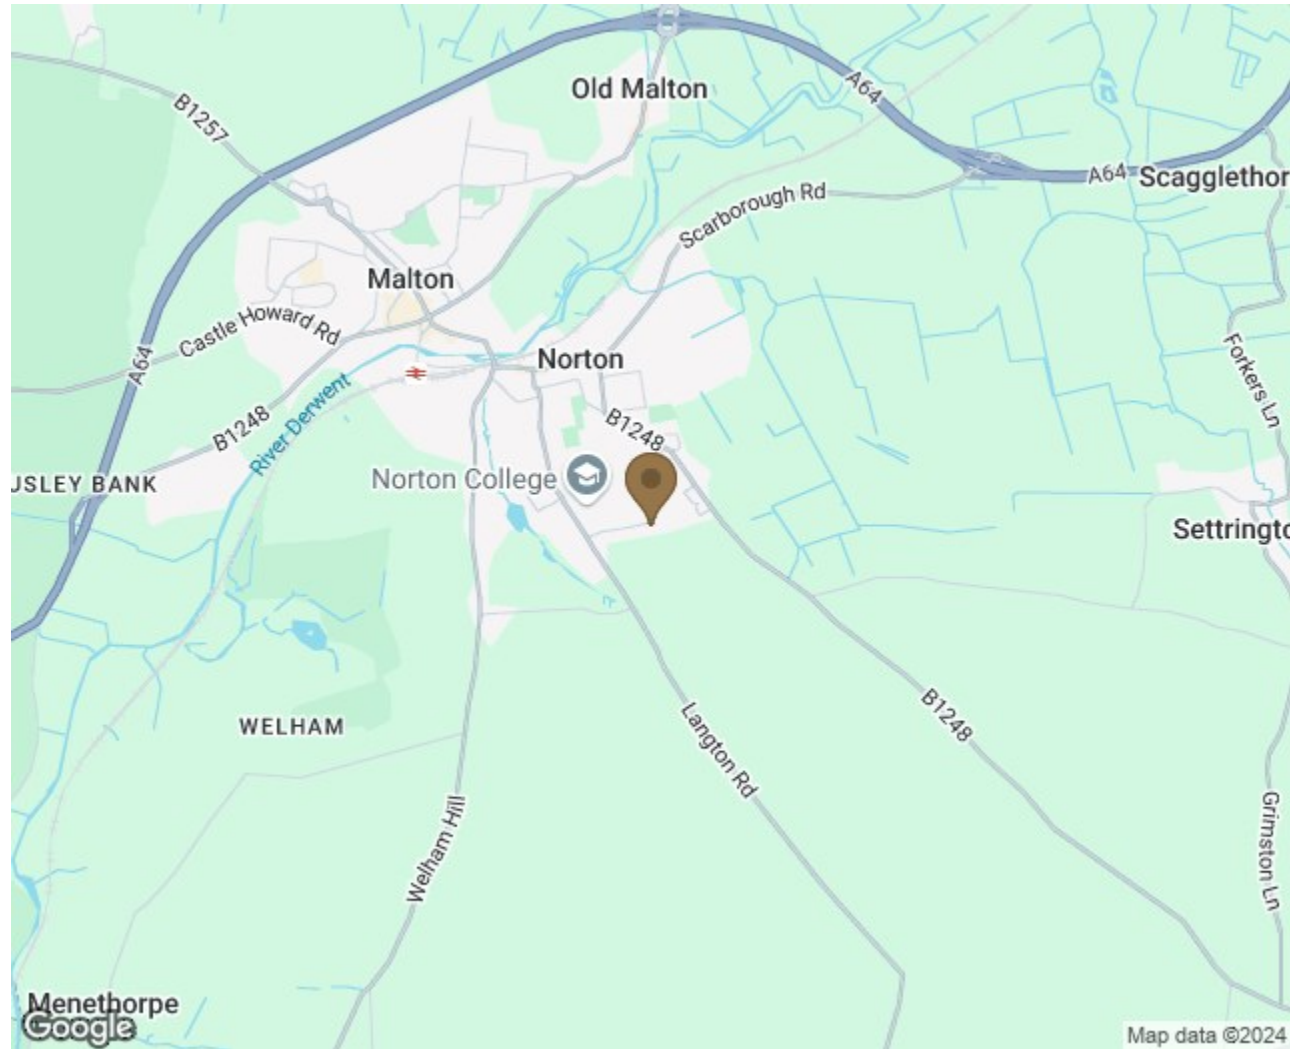 Old Malton
B1257
A64
A64
Scagglethor
Scarborough Rd
Malton
Castle Howard Rd
A64
Norton
Forkers Ln
River Derwent
B1248
B1248
Norton College
USLEY BANK
Settringto
WELHAM
B1248
Langton Rd
Welham Hill
Grimston Ln
Menethorpe
Google
Map data ©2024